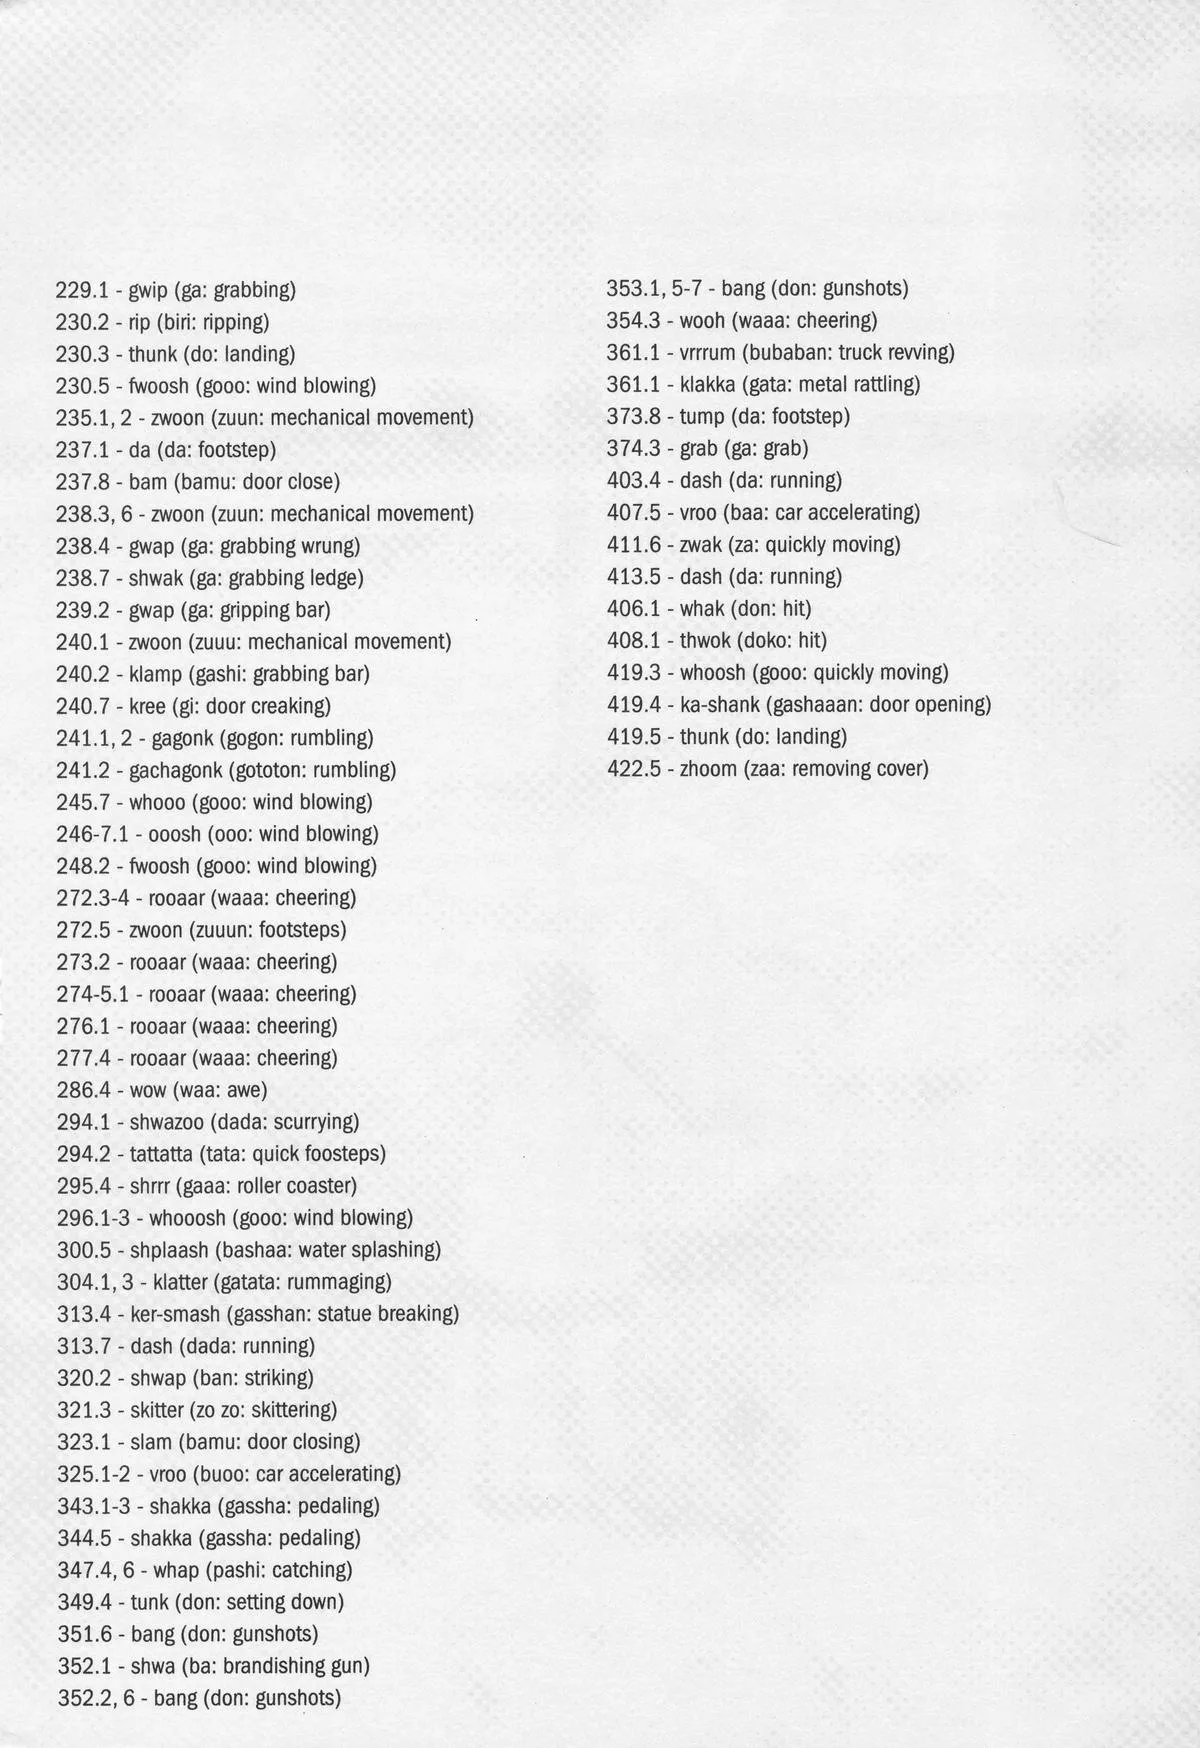 229.1 - gwip (ga: grabbing)
230.2 - rip (biri: ripping)
230.3 - thunk (do: landing)
230.5 - fwoosh (gooo: wind blowing)
235.1, 2 - zwoon (zuun: mechanical movement)
237.1 - da (da: footstep)
237.8 - bam (bamu: door close)
238.3, 6 - zwoon (zuun: mechanical movement)
238.4 - gwap (ga: grabbing wrung)
238.7 - shwak (ga: grabbing ledge)
239.2 - gwap (ga: gripping bar)
240.1 - zwoon (zuuu: mechanical movement)
240.2 - klamp (gashi: grabbing bar)
240.7 - kree (gi: door creaking)
241.1, 2 - gagonk (gogon: rumbling)
241.2 - gachagonk (gototon: rumbling)
245.7 - whooo (gooo: wind blowing)
246-7.1 - ooosh (ooo: wind blowing)
248.2 - fwoosh (gooo: wind blowing)
272.3-4 - rooaar (waaa: cheering)
272.5 - zwoon (zuuun: footsteps)
273.2 - rooaar (waaa: cheering)
274-5.1 - rooaar (waaa: cheering)
276.1 - rooaar (waaa: cheering)
277.4 - rooaar (waaa: cheering)
286.4 - wow (waa: awe)
294.1 - shwazoo (dada: scurrying)
294.2 - tattatta (tata: quick foosteps)
295.4 - shrrr (gaaa: roller coaster)
296.1-3 - whooosh (gooo: wind blowing)
300.5 - shplaash (bashaa: water splashing)
304.1, 3 - klatter (gatata: rummaging)
313.4 - ker-smash (gasshan: statue breaking)
313.7 - dash (dada: running)
320.2 - shwap (ban: striking)
321.3 - skitter (zo zo: skittering)
323.1 - slam (bamu: door closing)
325.1-2 - vroo (buoo: car accelerating)
343.1-3 - shakka (gassha: pedaling)
344.5 - shakka (gassha: pedaling)
347.4, 6 - whap (pashi: catching)
349.4 - tunk (don: setting down)
351.6 - bang (don: gunshots)
352.1 - shwa (ba: brandishing gun)
352.2, 6 - bang (don: gunshots)
353.1, 5-7 - bang (don: gunshots)
354.3 - wooh (waaa: cheering)
361.1 - vrrrum (bubaban: truck revving)
361.1 - klakka (gata: metal rattling)
373.8 - tump (da: footstep)
374.3 - grab (ga: grab)
403.4 - dash (da: running)
407.5 - vroo (baa: car accelerating)
411.6 - zwak (za: quickly moving)
413.5 - dash (da: running)
406.1 - whak (don: hit)
408.1 - thwok (doko: hit)
419.3 - whoosh (gooo: quickly moving)
419.4 - ka-shank (gashaaan: door opening)
419.5 - thunk (do: landing)
422.5 - zhoom (zaa: removing cover)